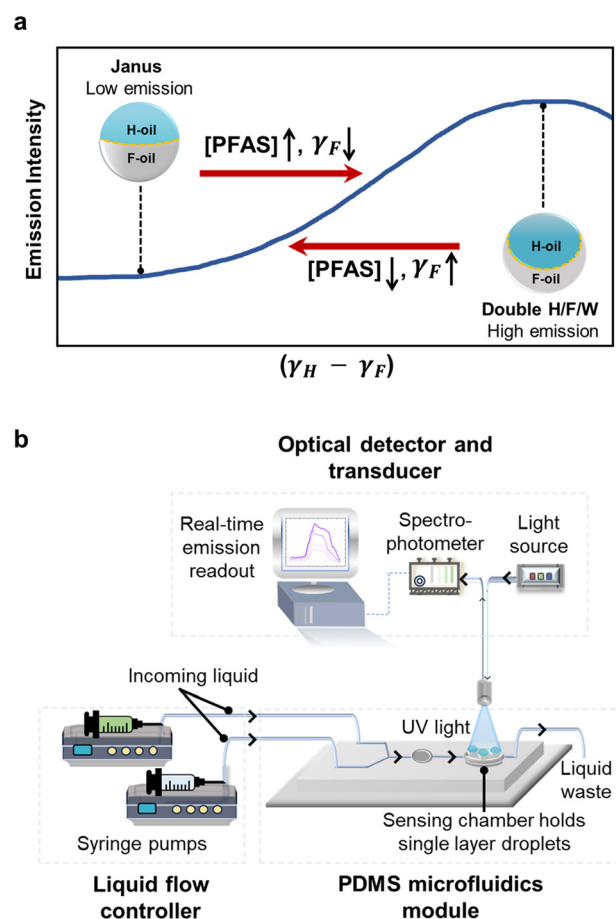 a
Janus
Low emission
H-oil
F-oil
[PFAS]↑, γF↓
[PFAS]↓, γF↑
H-oil
F-oil
Double H/F/W
High emission
Emission Intensity
(γH − γF)
b
Optical detector and
transducer
Real-time
emission
readout
Spectro-
photometer
Light
source
Incoming liquid
UV light
Liquid
waste
Sensing chamber holds
single layer droplets
Syringe pumps
Liquid flow
controller
PDMS microfluidics
module